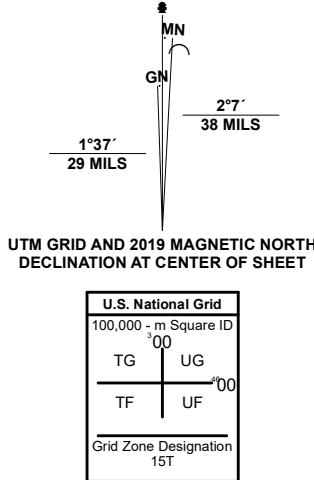 MN
GN
2°7´
38 MILS
1°37´
29 MILS
UTM GRID AND 2019 MAGNETIC NORTH
DECLINATION AT CENTER OF SHEET
U.S. National Grid
100,000 - m Square ID
³00
TG UG
⁴⁶00
TF UF
Grid Zone Designation
15T